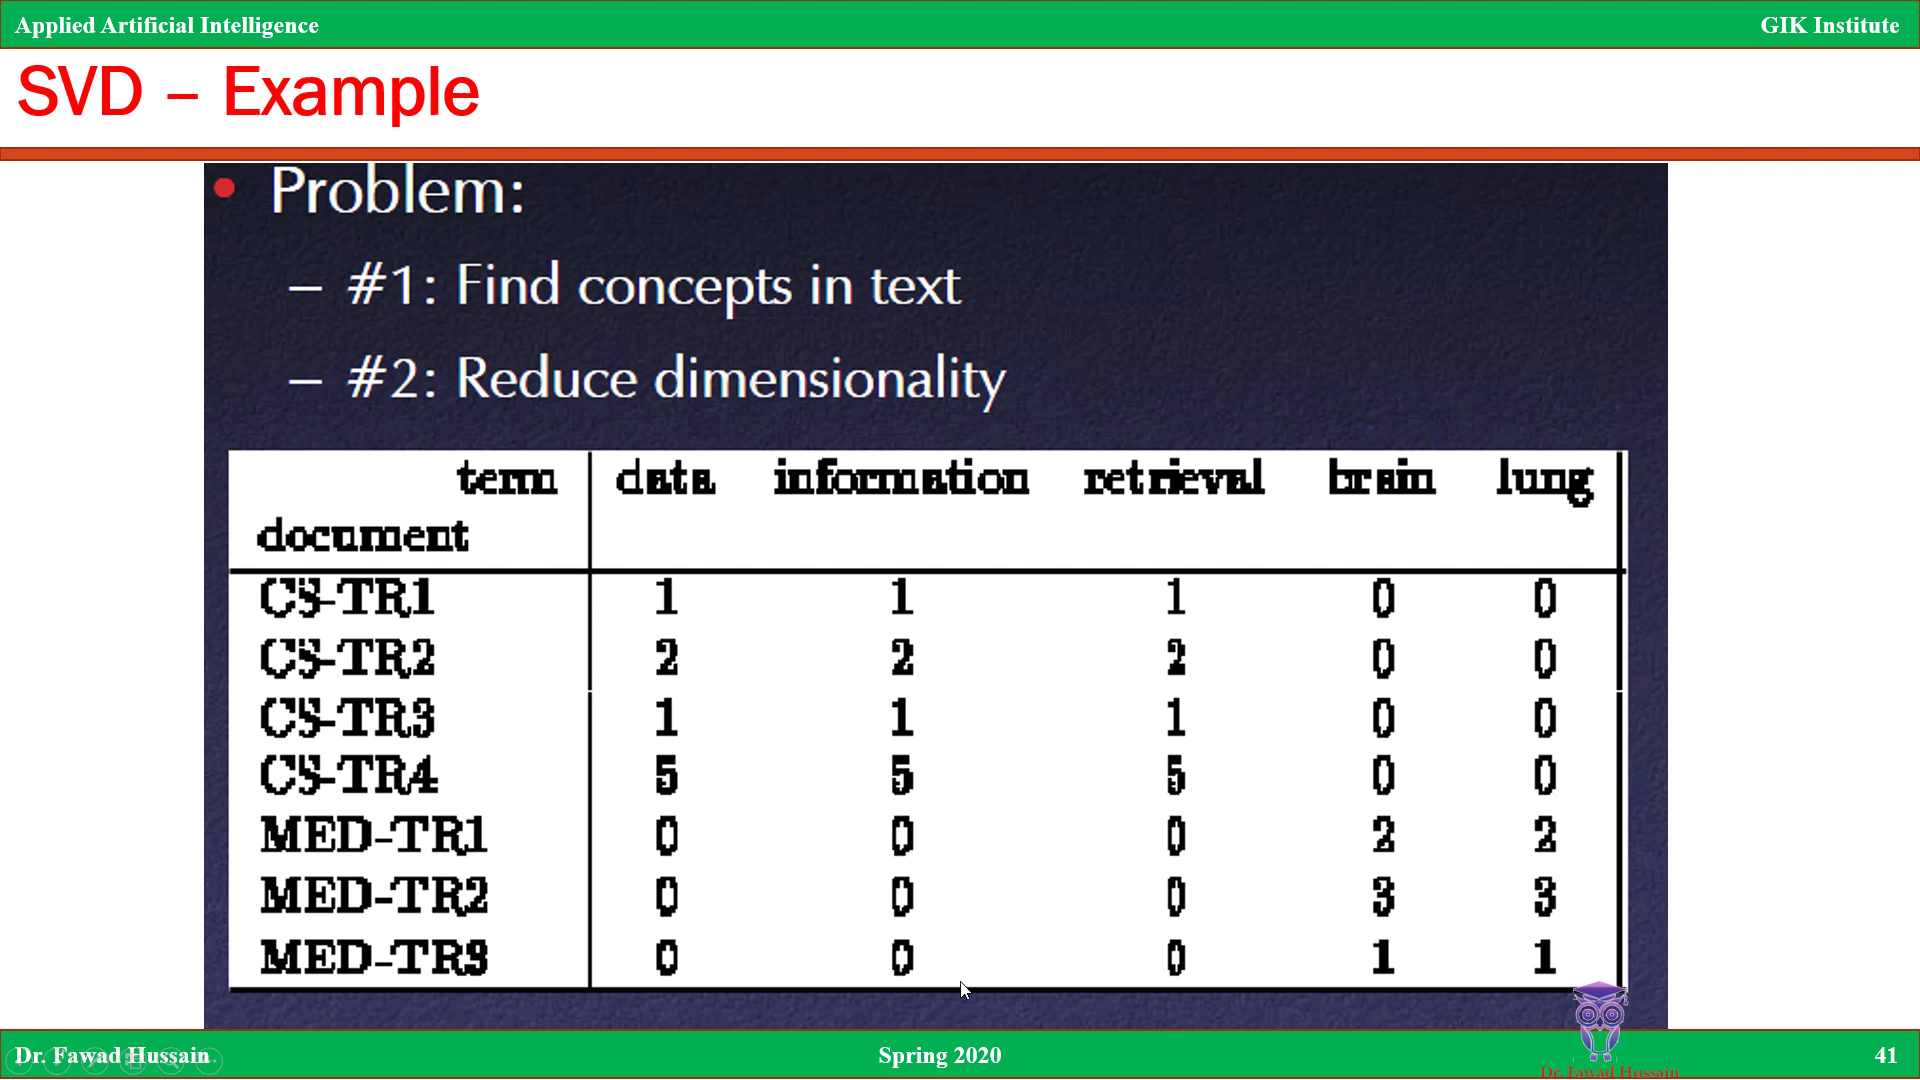 Applied Artificial Intelligence GIK Institute
SVD – Example
• Problem:
– #1: Find concepts in text
– #2: Reduce dimensionality
term data information retrieval brain lung
document
CS-TR1 1 1 1 0 0
CS-TR2 2 2 2 0 0
CS-TR3 1 1 1 0 0
CS-TR4 5 5 5 0 0
MED-TR1 0 0 0 2 2
MED-TR2 0 0 0 3 3
MED-TR3 0 0 0 1 1
Dr. Fawad Hussain Spring 2020 41
Dr. Fawad Hussain